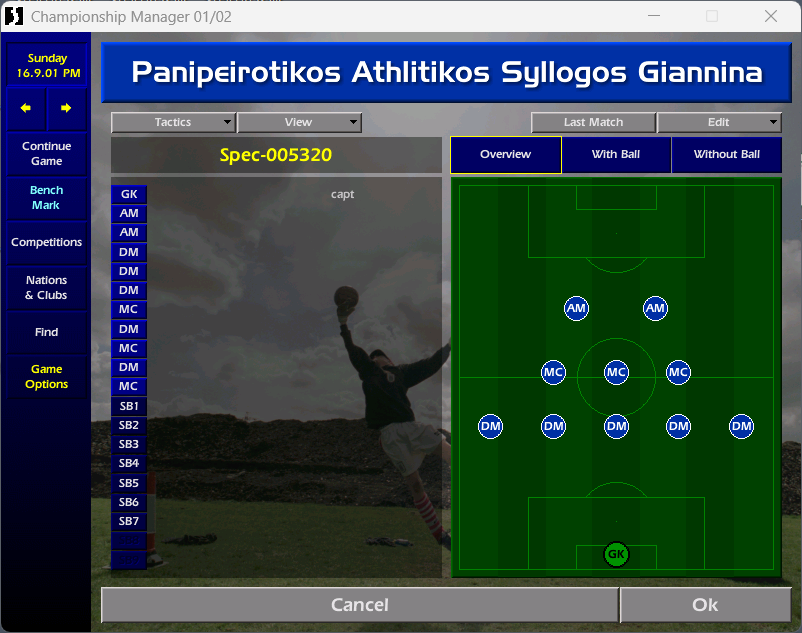 Championship Manager 01/02
Sunday
16.9.01 PM
Continue
Game
Bench
Mark
Competitions
Nations
& Clubs
Find
Game
Options
Panipeirotikos Athlitikos Syllogos Giannina
Tactics
View
Last Match
Edit
Spec-005320
Overview
With Ball
Without Ball
GK capt
AM
AM
DM
DM
DM
MC
DM
MC
DM
MC
SB1
SB2
SB3
SB4
SB5
SB6
SB7
AM AM
MC MC MC
DM DM DM DM DM
GK
Cancel
Ok